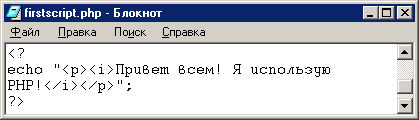 firstscript.php - Блокнот
Файл Правка Поиск Справка
<?
echo "<p><i>Привет всем! Я использую
PHP!</i></p>";
?>